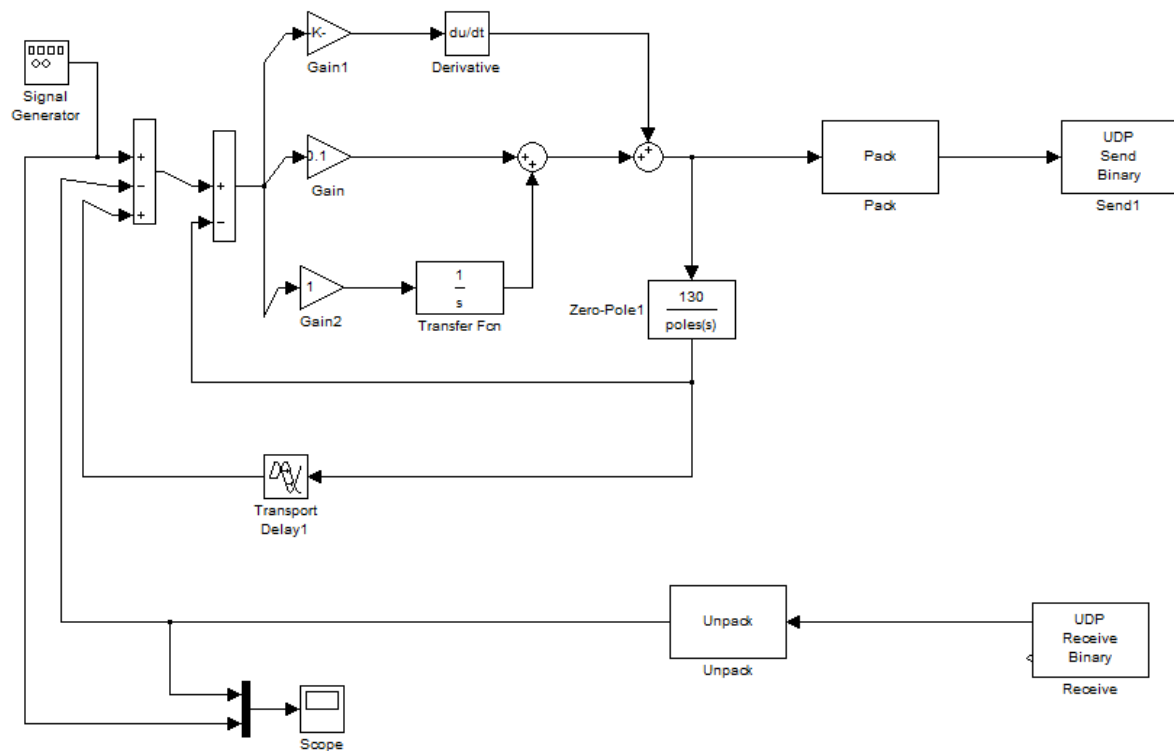 -K-
Gain1
du/dt
Derivative
Signal
Generator
+
−
+
+
−
0.1
Gain
+
+
+
+
Pack
Pack
UDP
Send
Binary
Send1
1
Gain2
1
s
Transfer Fcn
Zero-Pole1
130
poles(s)
Transport
Delay1
Unpack
Unpack
UDP
Receive
Binary
Receive
Scope